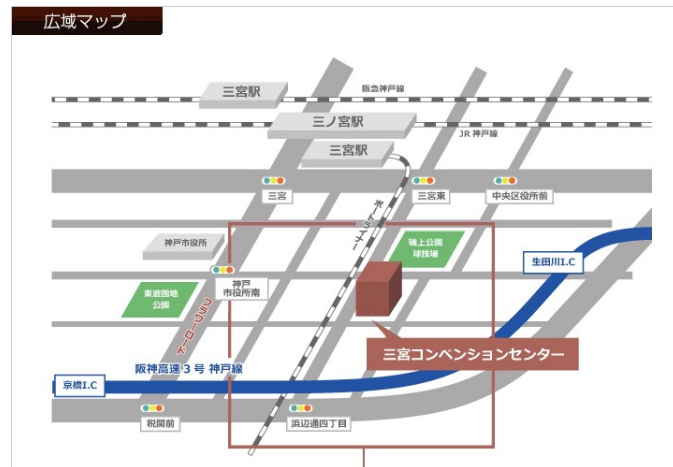 広域マップ
三宮駅
阪急神戸線
三ノ宮駅
JR 神戸線
三宮駅
三宮
三宮東
中央区役所前
ポートライナー
神戸市役所
磯上公園
球技場
生田川I.C
神戸
市役所南
東遊園地
公園
フラワーロード
三宮コンベンションセンター
阪神高速 3 号 神戸線
京橋I.C
税関前
浜辺通四丁目